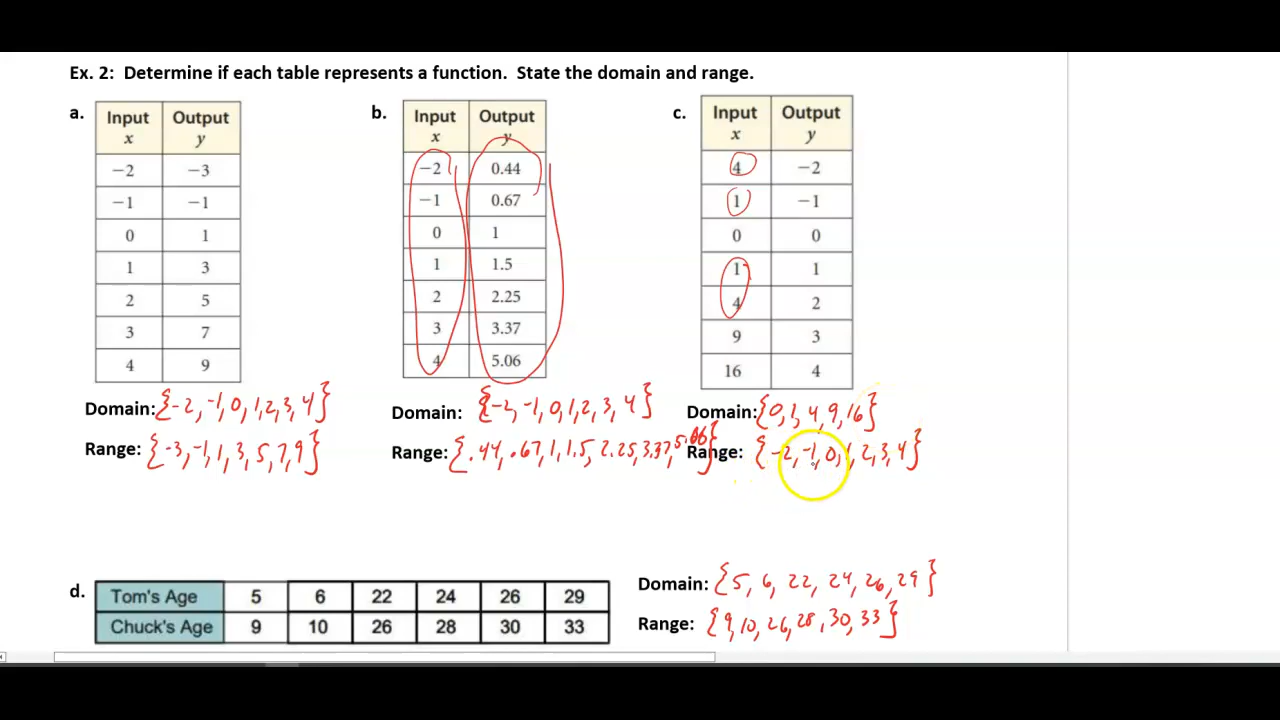 Ex. 2: Determine if each table represents a function. State the domain and range.
a.
Input x Output y
−2 −3
−1 −1
0 1
1 3
2 5
3 7
4 9
Domain: {-2, -1, 0, 1, 2, 3, 4}
Range: {-3, -1, 1, 3, 5, 7, 9}
b.
Input x Output y
−2 0.44
−1 0.67
0 1
1 1.5
2 2.25
3 3.37
4 5.06
Domain: {-2, -1, 0, 1, 2, 3, 4}
Range: {.44, .67, 1, 1.5, 2.25, 3.37, 5.06}
c.
Input x Output y
4 −2
1 −1
0 0
1 1
4 2
9 3
16 4
Domain: {0, 1, 4, 9, 16}
Range: {-2, -1, 0, 1, 2, 3, 4}
d.
Tom's Age 5 6 22 24 26 29
Chuck's Age 9 10 26 28 30 33
Domain: {5, 6, 22, 24, 26, 29}
Range: {9, 10, 26, 28, 30, 33}